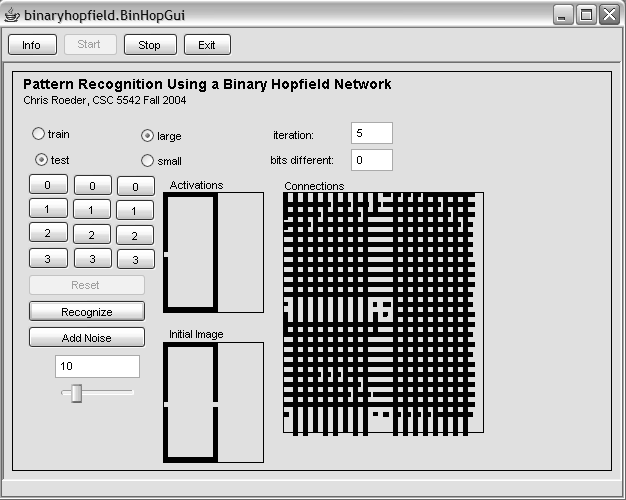 binaryhopfield.BinHopGui
Info Start Stop Exit
Pattern Recognition Using a Binary Hopfield Network
Chris Roeder, CSC 5542 Fall 2004
train large iteration: 5
test small bits different: 0
0 0 0 Activations Connections
1 1 1
2 2 2
3 3 3
Reset
Recognize
Add Noise Initial Image
10